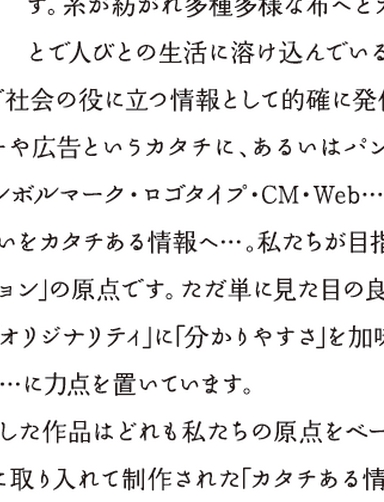 す。糸が紡がれ多種多様な布へと
とで人びとの生活に溶け込んでいる
社会の役に立つ情報として的確に発
ーや広告というカタチに、あるいはパン
ンボルマーク・ロゴタイプ・CM・Web…
いをカタチある情報へ…。私たちが目指
ョン」の原点です。ただ単に見た目の良
オリジナリティ」に「分かりやすさ」を加味
…に力点を置いています。
した作品はどれも私たちの原点をベー
に取り入れて制作された「カタチある情